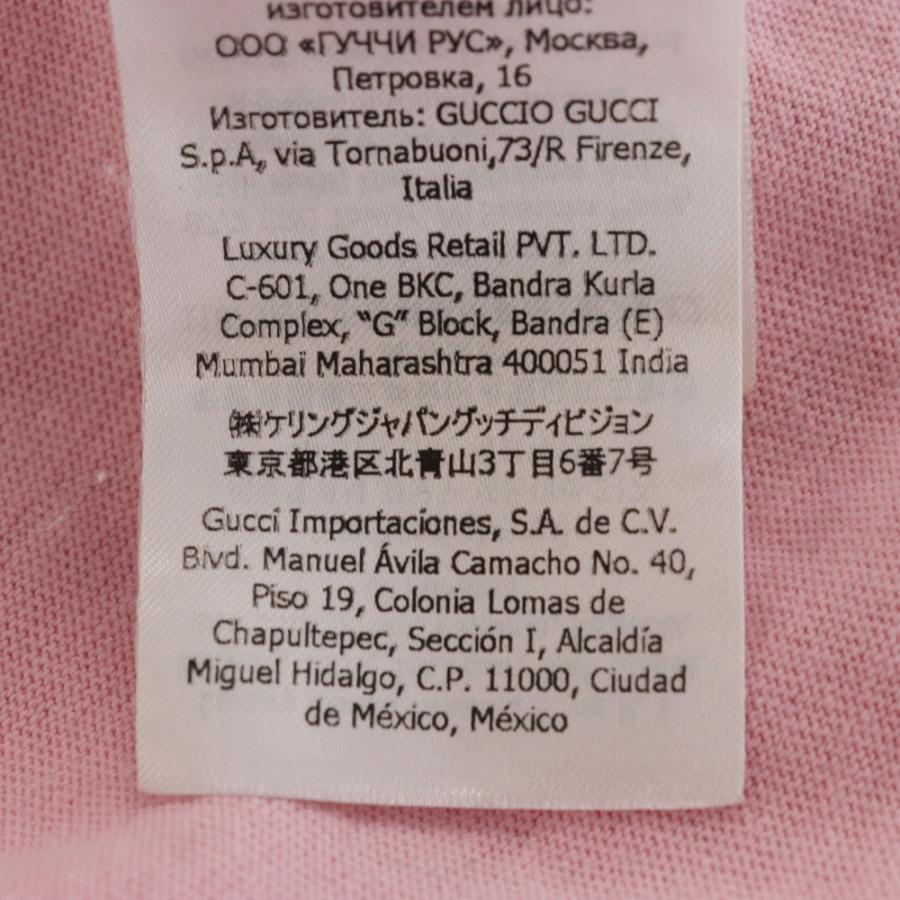 изготовителем лицо:
ООО «ГУЧЧИ РУС», Москва,
Петровка, 16
Изготовитель: GUCCIO GUCCI
S.p.A, via Tornabuoni,73/R Firenze,
Italia
Luxury Goods Retail PVT. LTD.
C-601, One BKC, Bandra Kurla
Complex, “G” Block, Bandra (E)
Mumbai Maharashtra 400051 India
㈱ケリングジャパングッチディビジョン
東京都港区北青山3丁目6番7号
Gucci Importaciones, S.A. de C.V.
Blvd. Manuel Ávila Camacho No. 40,
Piso 19, Colonia Lomas de
Chapultepec, Sección I, Alcaldía
Miguel Hidalgo, C.P. 11000, Ciudad
de México, México